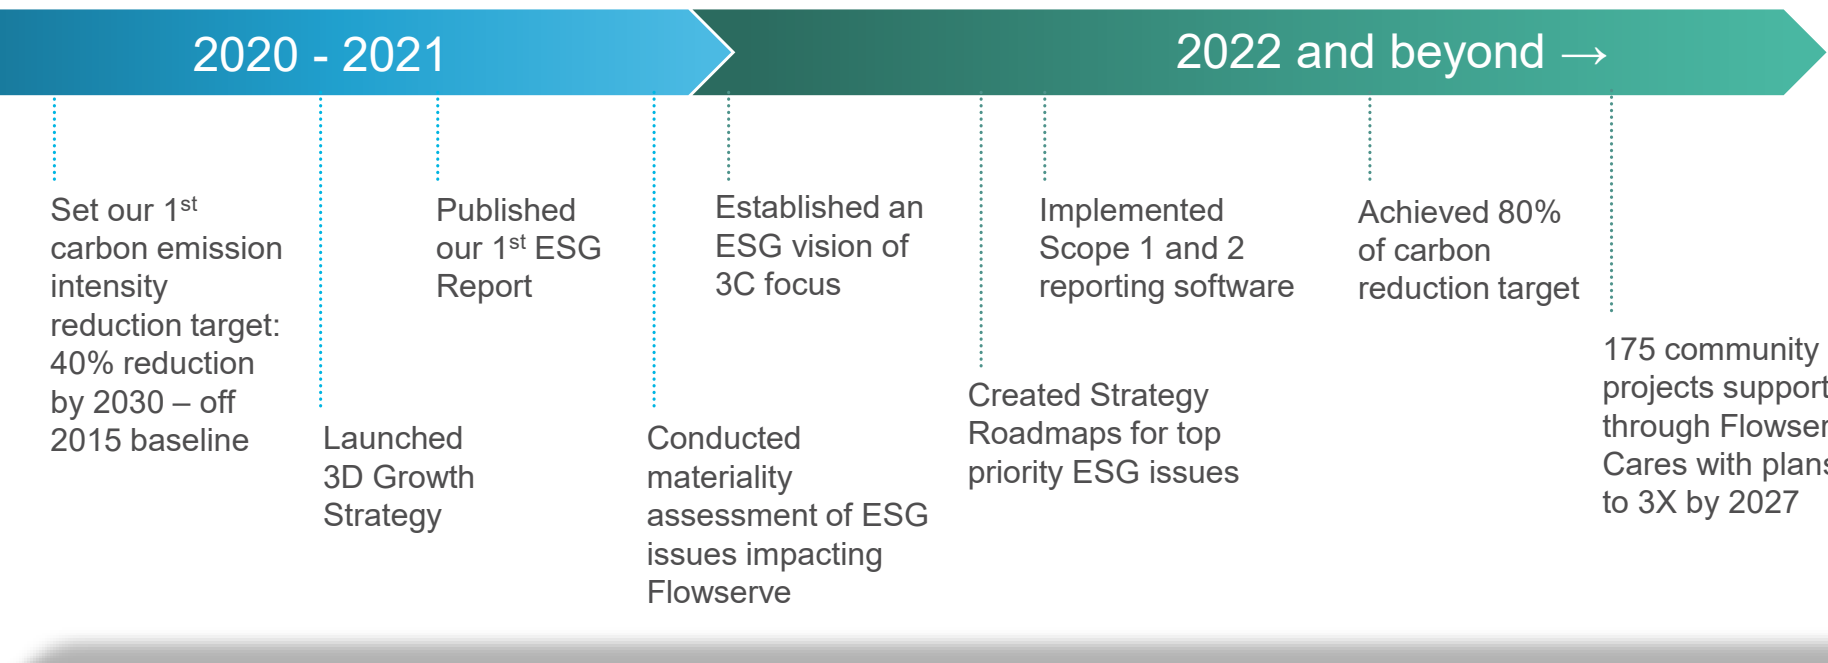 2020 - 2021
2022 and beyond →
Set our 1st
carbon emission
intensity
reduction target:
40% reduction
by 2030 – off
2015 baseline
Launched
3D Growth
Strategy
Published
our 1st ESG
Report
Conducted
materiality
assessment of ESG
issues impacting
Flowserve
Established an
ESG vision of
3C focus
Created Strategy
Roadmaps for top
priority ESG issues
Implemented
Scope 1 and 2
reporting software
Achieved 80%
of carbon
reduction target
175 community
projects support
through Flowser
Cares with plans
to 3X by 2027